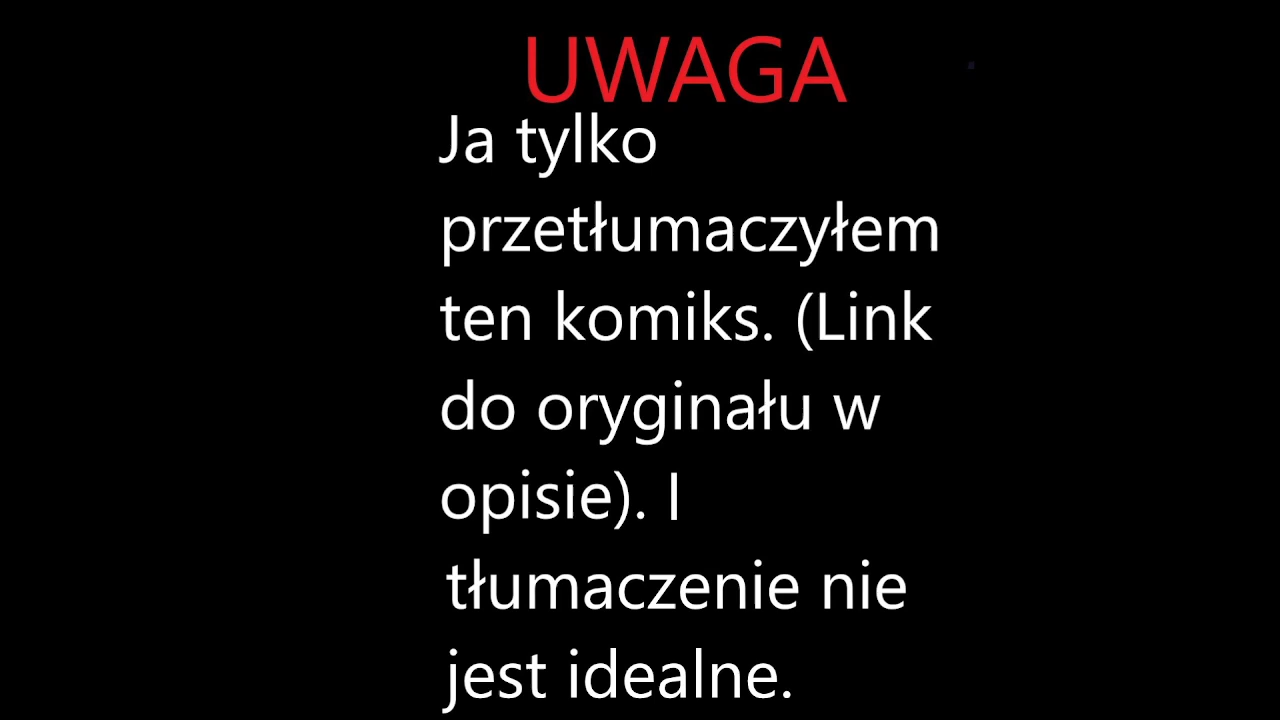 UWAGA
Ja tylko
przetłumaczyłem
ten komiks. (Link
do oryginału w
opisie). I
tłumaczenie nie
jest idealne.